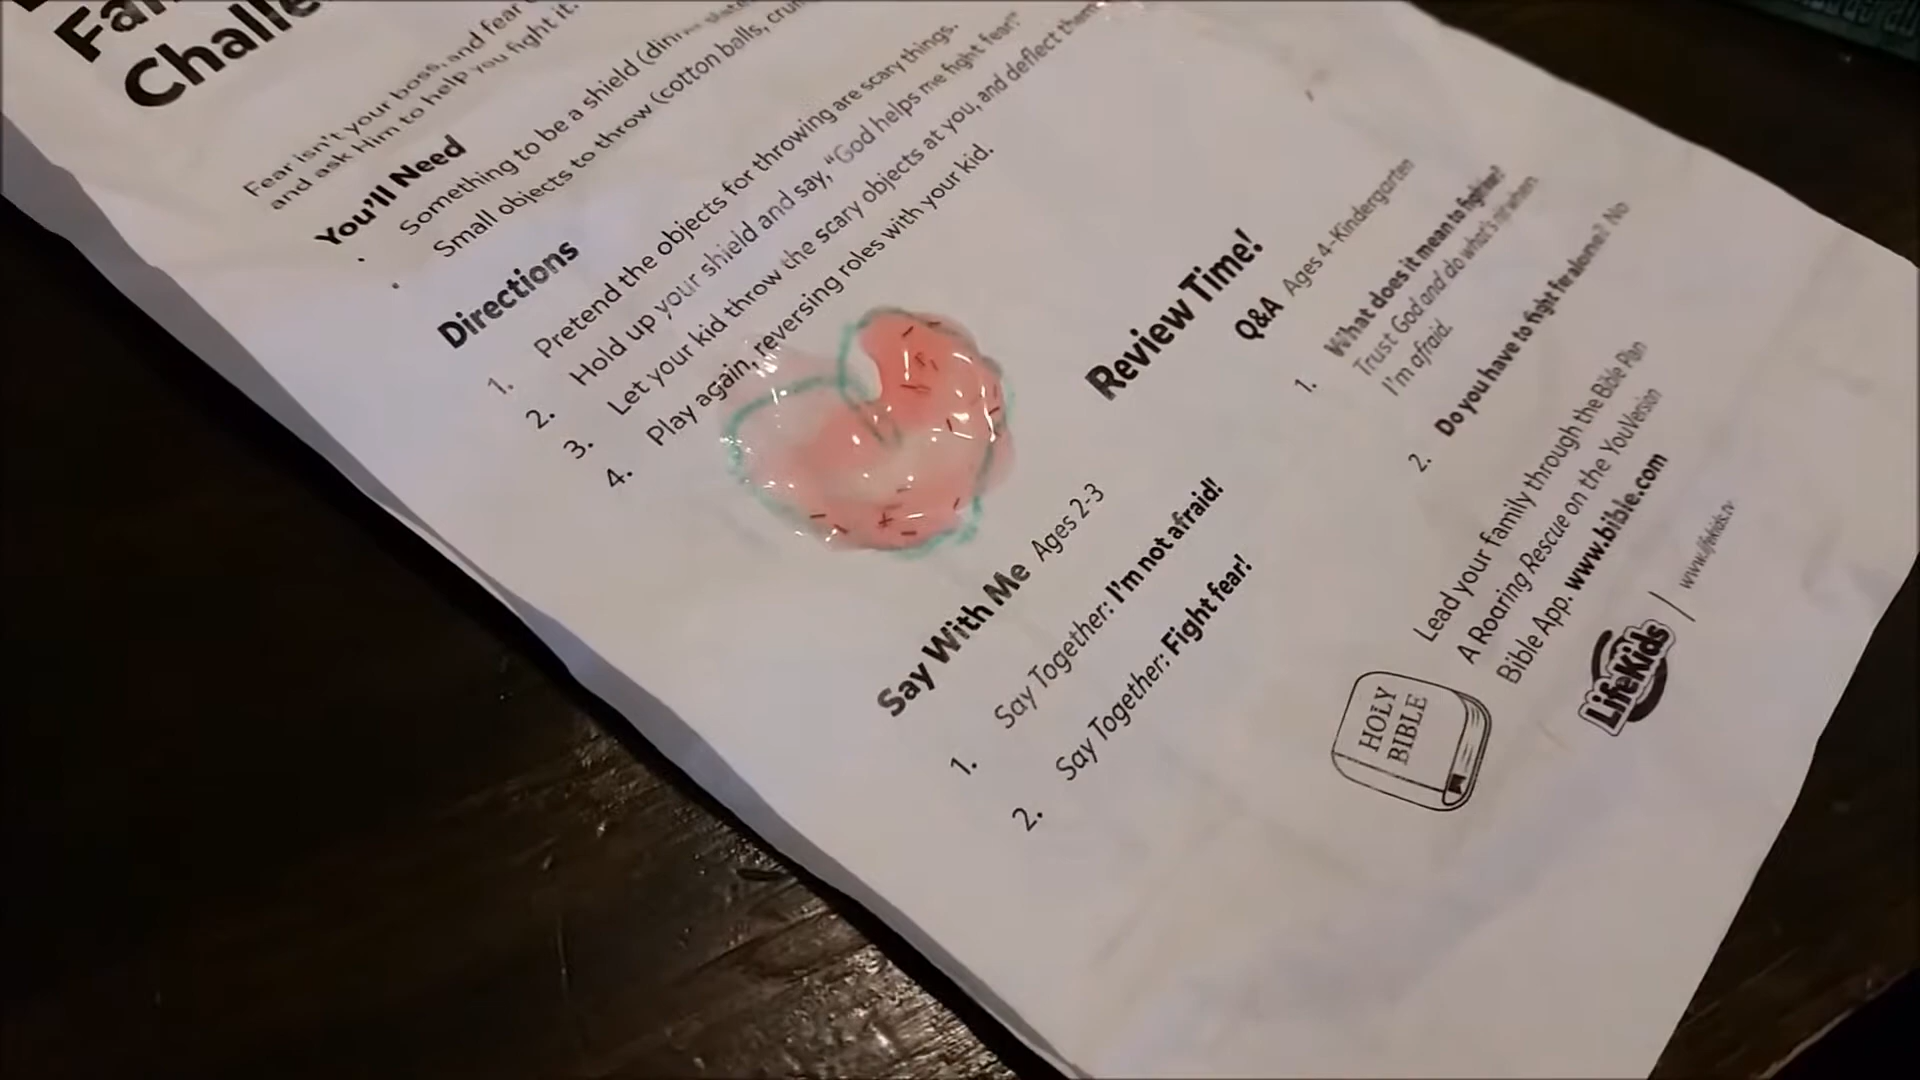 Challe
Fear isn't your boss, and fear
and ask Him to help you fight it.
You'll Need
• Something to be a shield (dinner plate
• Small objects to throw (cotton balls, crun
Directions
1. Pretend the objects for throwing are scary things.
2. Hold up your shield and say, "God helps me fight fear!"
3. Let your kid throw the scary objects at you, and deflect them
4. Play again, reversing roles with your kid.
Review Time!
Say With Me Ages 2-3
1. Say Together: I'm not afraid!
2. Say Together: Fight fear!
Q&A Ages 4-Kindergarten
1. What does it mean to fight
Trust God and do what's right when
I'm afraid.
2. Do you have to fight fear alone? No
HOLY
BIBLE
Lead your family through the Bible Plan
A Roaring Rescue on the YouVersion
Bible App. www.bible.com
LifeKids | www.lifekids.tv